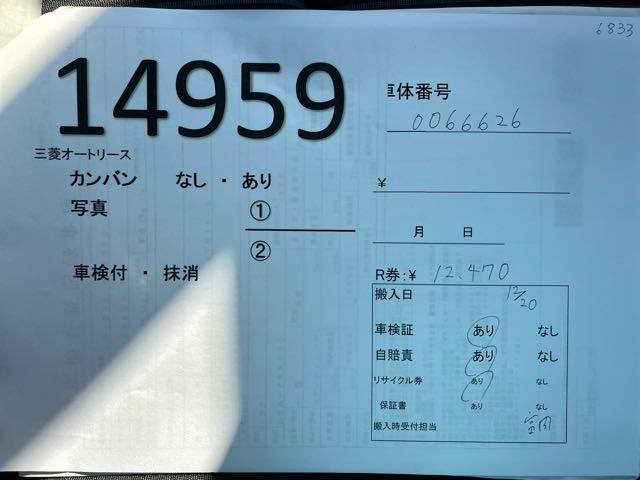 6833
14959
車体番号
0066626
三菱オートリース
カンバン なし ・ あり
¥
写真 ①
②
月 日
車検付 ・ 抹消
R券:¥ 12,470
搬入日 12/20
車検証 あり なし
自賠責 あり なし
リサイクル券 あり なし
保証書 あり なし
搬入時受付担当